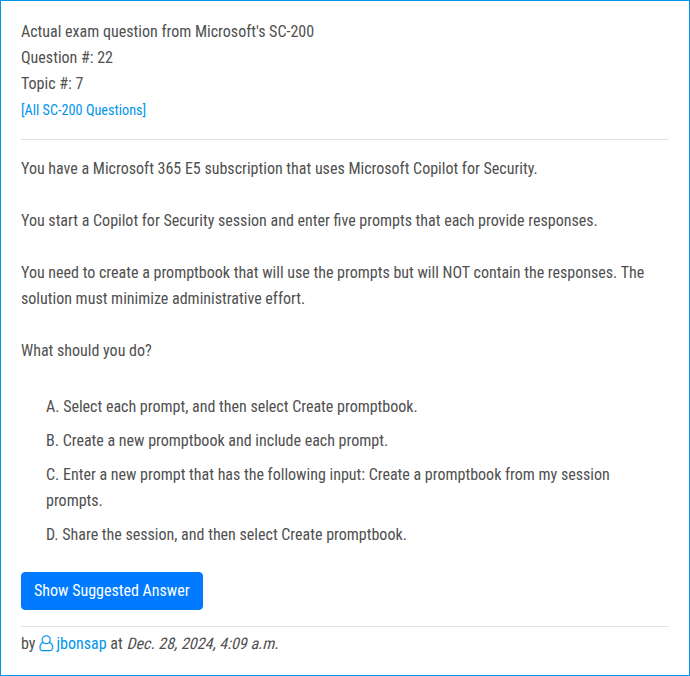 Actual exam question from Microsoft's SC-200
Question #: 22
Topic #: 7
[All SC-200 Questions]
You have a Microsoft 365 E5 subscription that uses Microsoft Copilot for Security.
You start a Copilot for Security session and enter five prompts that each provide responses.
You need to create a promptbook that will use the prompts but will NOT contain the responses. The
solution must minimize administrative effort.
What should you do?
A. Select each prompt, and then select Create promptbook.
B. Create a new promptbook and include each prompt.
C. Enter a new prompt that has the following input: Create a promptbook from my session
prompts.
D. Share the session, and then select Create promptbook.
Show Suggested Answer
by jbonsap at Dec. 28, 2024, 4:09 a.m.